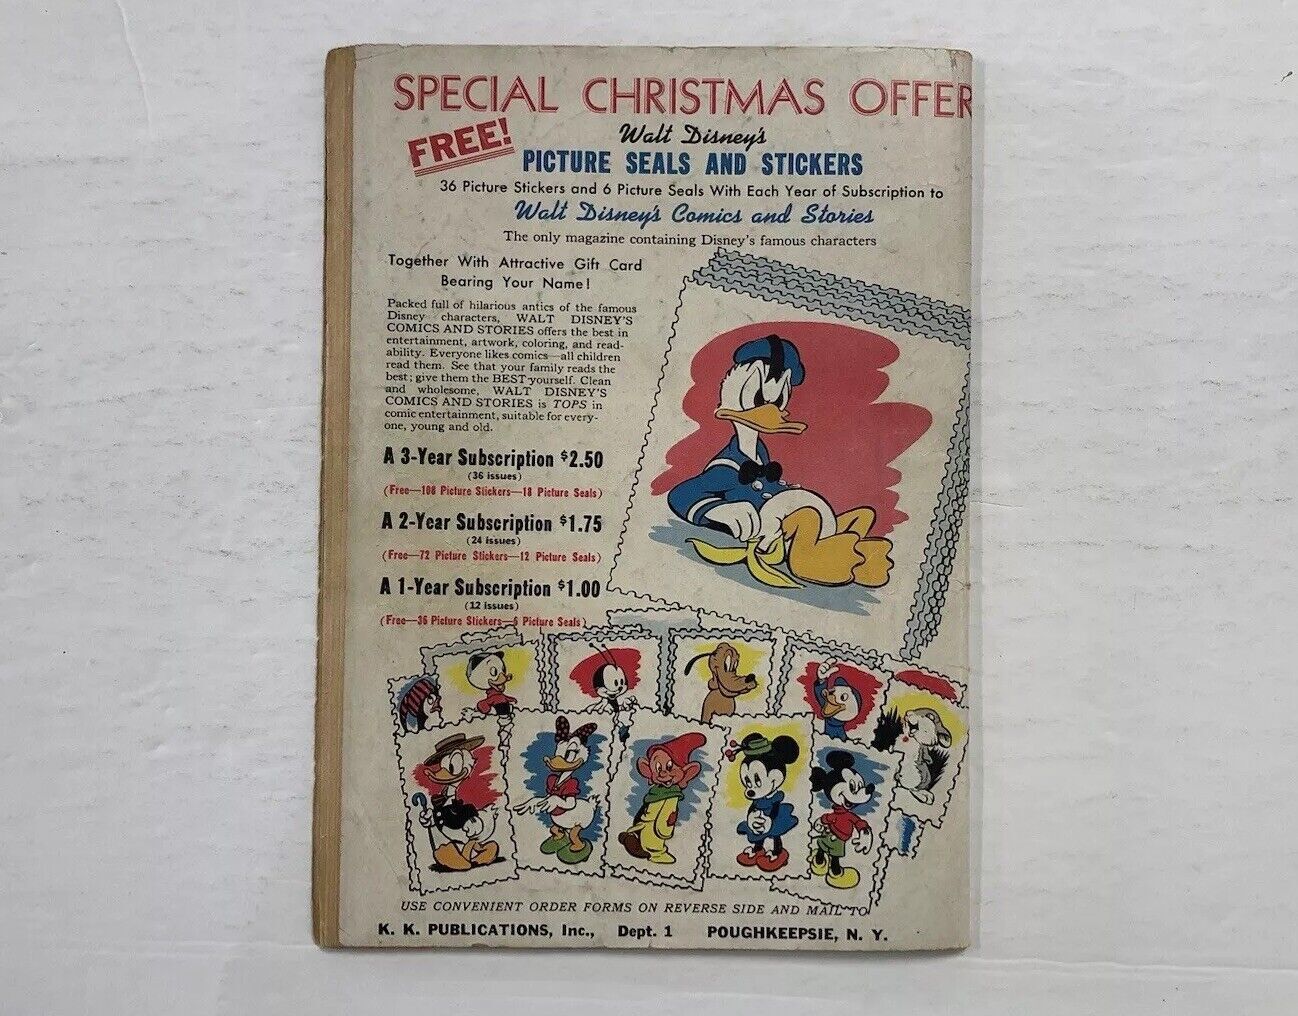 SPECIAL CHRISTMAS OFFER
FREE!
Walt Disney's
PICTURE SEALS AND STICKERS
36 Picture Stickers and 6 Picture Seals With Each Year of Subscription to
Walt Disney's Comics and Stories
The only magazine containing Disney's famous characters
Together With Attractive Gift Card
Bearing Your Name!
Packed full of hilarious antics of the famous
Disney characters, WALT DISNEY'S
COMICS AND STORIES offers the best in
entertainment, artwork, coloring, and read-
ability. Everyone likes comics—all children
read them. See that your family reads the
best; give them the BEST yourself. Clean
and wholesome, WALT DISNEY'S
COMICS AND STORIES is TOPS in
comic entertainment, suitable for every-
one, young and old.
A 3-Year Subscription $2.50
(36 issues)
(Free—108 Picture Stickers—18 Picture Seals)
A 2-Year Subscription $1.75
(24 issues)
(Free—72 Picture Stickers—12 Picture Seals)
A 1-Year Subscription $1.00
(12 issues)
(Free—36 Picture Stickers—6 Picture Seals)
USE CONVENIENT ORDER FORMS ON REVERSE SIDE AND MAIL TO
K. K. PUBLICATIONS, Inc., Dept. 1 POUGHKEEPSIE, N. Y.